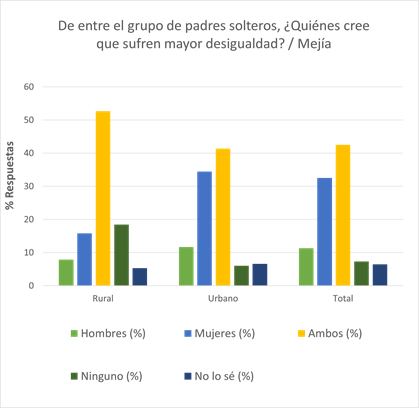 De entre el grupo de padres solteros, ¿Quiénes cree
que sufren mayor desigualdad? / Mejía
% Respuestas
60
50
40
30
20
10
0
Rural
Urbano
Total
Hombres (%)
Mujeres (%)
Ambos (%)
Ninguno (%)
No lo sé (%)